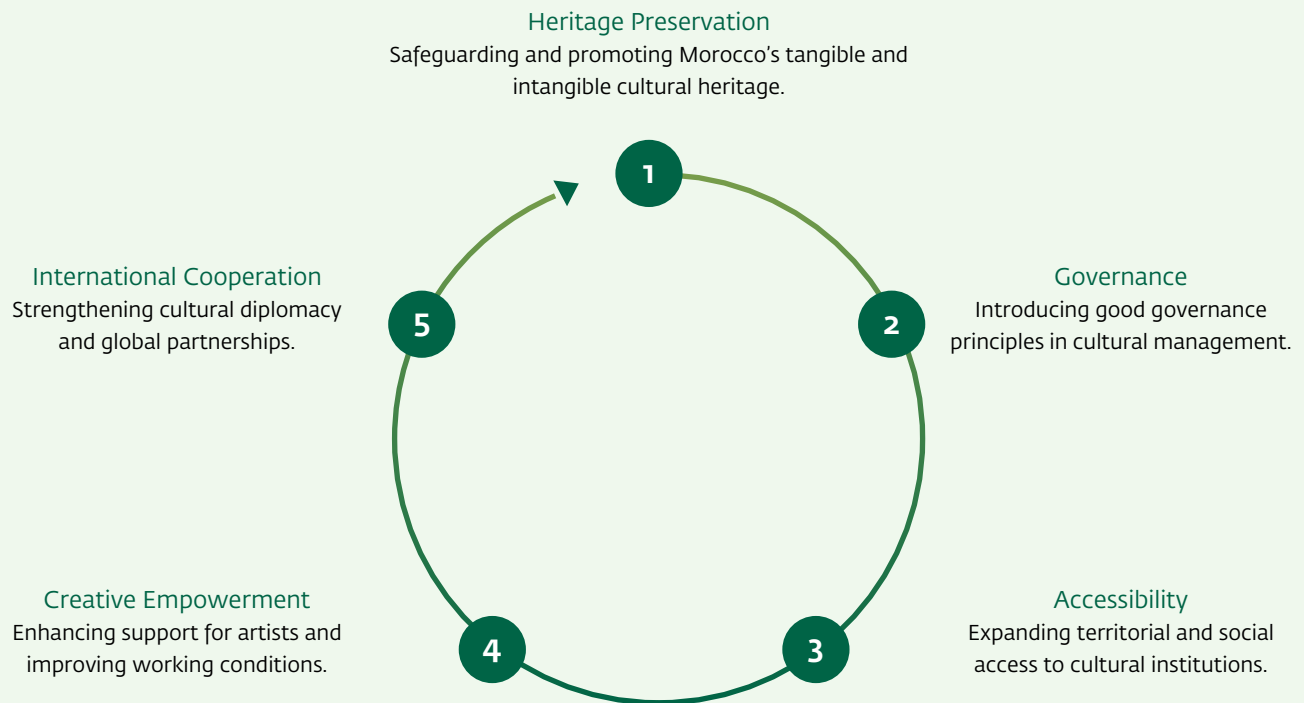 Heritage Preservation
Safeguarding and promoting Morocco's tangible and
intangible cultural heritage.
1
2
Governance
Introducing good governance
principles in cultural management.
3
Accessibility
Expanding territorial and social
access to cultural institutions.
4
Creative Empowerment
Enhancing support for artists and
improving working conditions.
5
International Cooperation
Strengthening cultural diplomacy
and global partnerships.